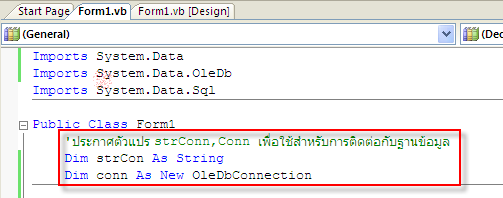 Start Page Form1.vb Form1.vb [Design]
(General) (Dec
Imports System.Data
Imports System.Data.OleDb
Imports System.Data.Sql
Public Class Form1
'ประกาศตัวแปร strConn,Conn เพื่อใช้สำหรับการติดต่อกับฐานข้อมูล
Dim strCon As String
Dim conn As New OleDbConnection